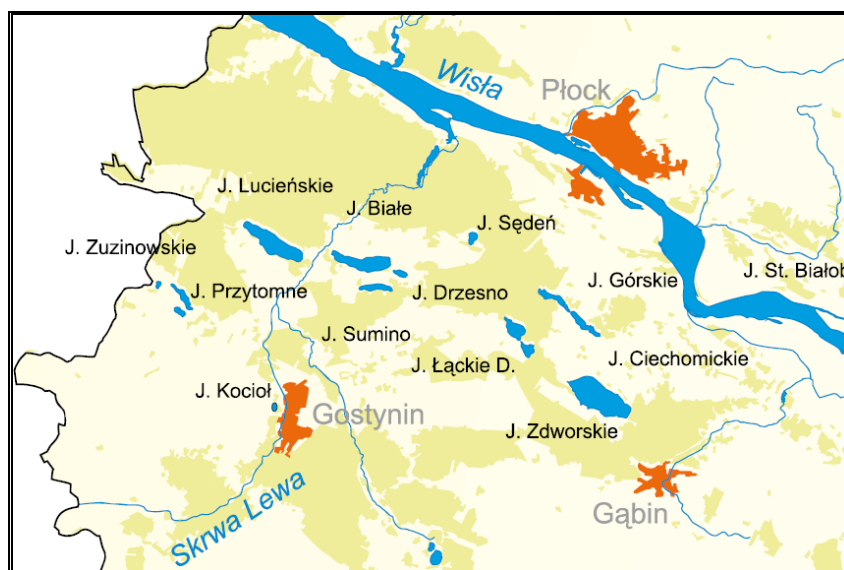 Wisła
Płock
J. Lucieńskie
J. Białe
J. Sędeń
J. Zuzinowskie
J. Górskie
J. St. Białob
J. Przytomne
J. Drzesno
J. Sumino
J. Łąckie D.
J. Ciechomickie
J. Kocioł
Gostynin
J. Zdworskie
Skrwa Lewa
Gąbin